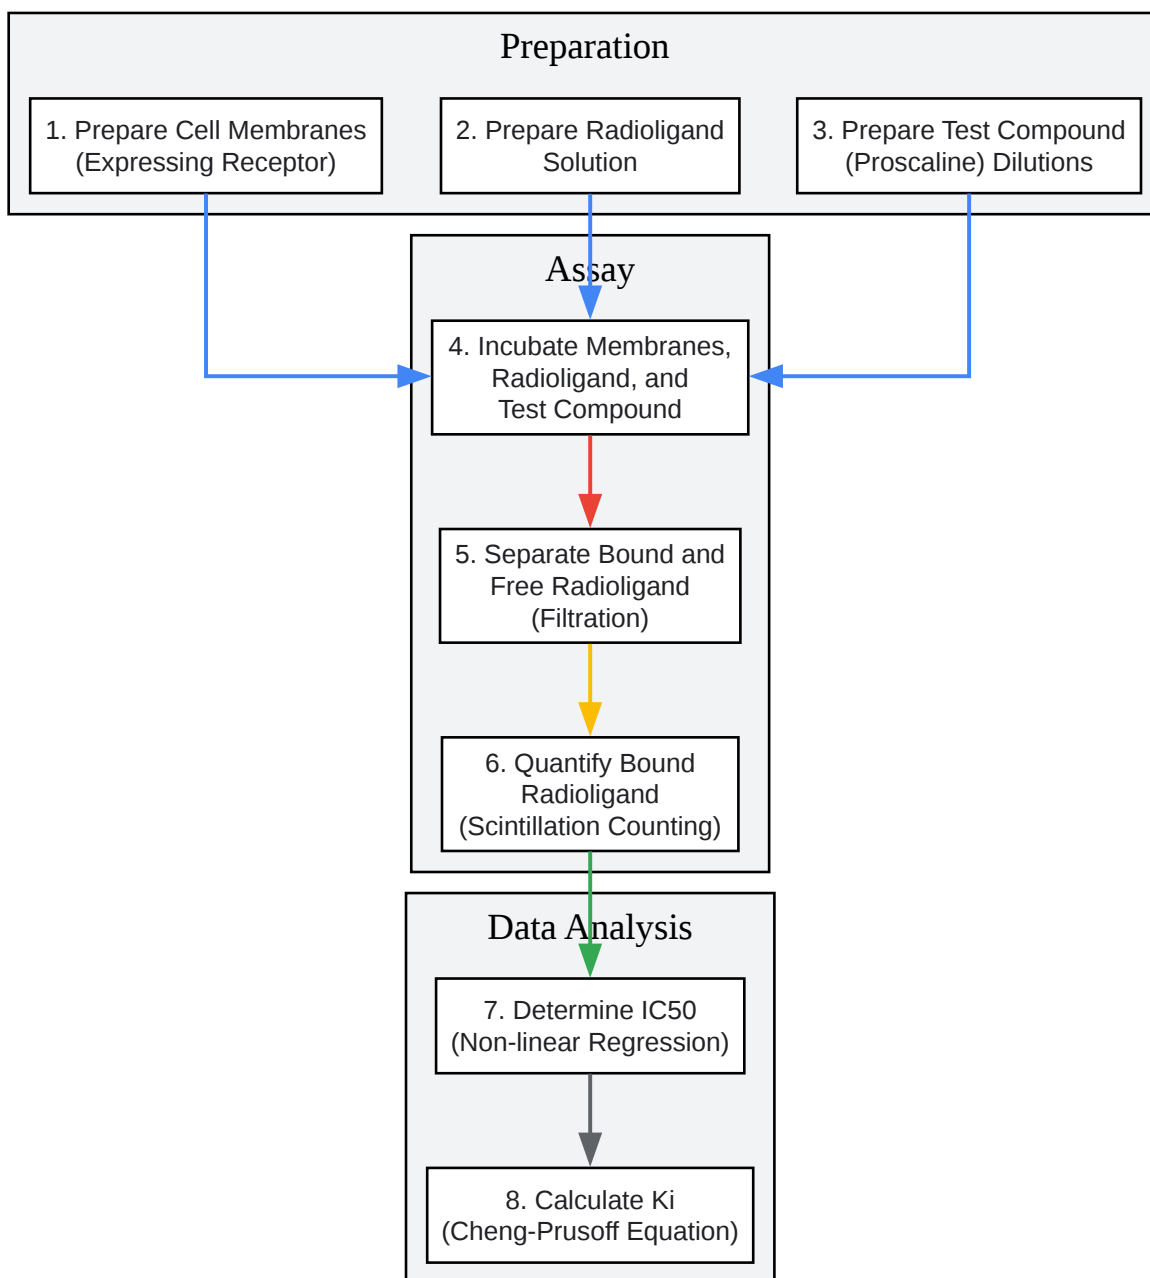 Preparation
1. Prepare Cell Membranes
(Expressing Receptor)
2. Prepare Radioligand
Solution
3. Prepare Test Compound
(Proscaline) Dilutions
Assay
4. Incubate Membranes,
Radioligand, and
Test Compound
5. Separate Bound and
Free Radioligand
(Filtration)
6. Quantify Bound
Radioligand
(Scintillation Counting)
Data Analysis
7. Determine IC50
(Non-linear Regression)
8. Calculate Ki
(Cheng-Prusoff Equation)